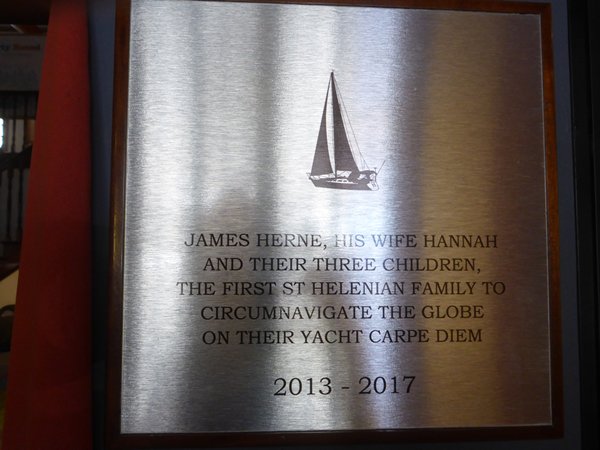 JAMES HERNE, HIS WIFE HANNAH
AND THEIR THREE CHILDREN,
THE FIRST ST HELENIAN FAMILY TO
CIRCUMNAVIGATE THE GLOBE
ON THEIR YACHT CARPE DIEM
2013 - 2017